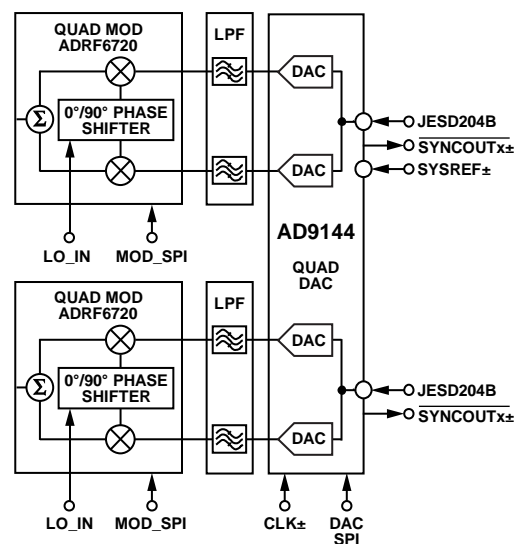 QUAD MOD
ADRF6720
LPF
DAC
Σ
0°/90° PHASE
SHIFTER
DAC
JESD204B
SYNCOUTx±
SYSREF±
LO_IN
MOD_SPI
AD9144
QUAD
DAC
QUAD MOD
ADRF6720
LPF
DAC
Σ
0°/90° PHASE
SHIFTER
DAC
JESD204B
SYNCOUTx±
LO_IN
MOD_SPI
CLK±
DAC
SPI